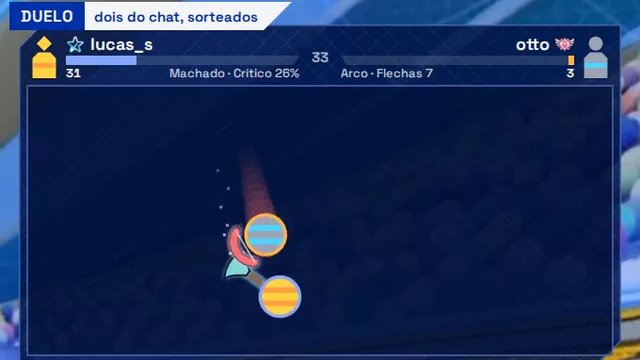 DUELO dois do chat, sorteados
lucas_s 33 otto
31 Machado · Crítico 26% Arco · Flechas 7 3